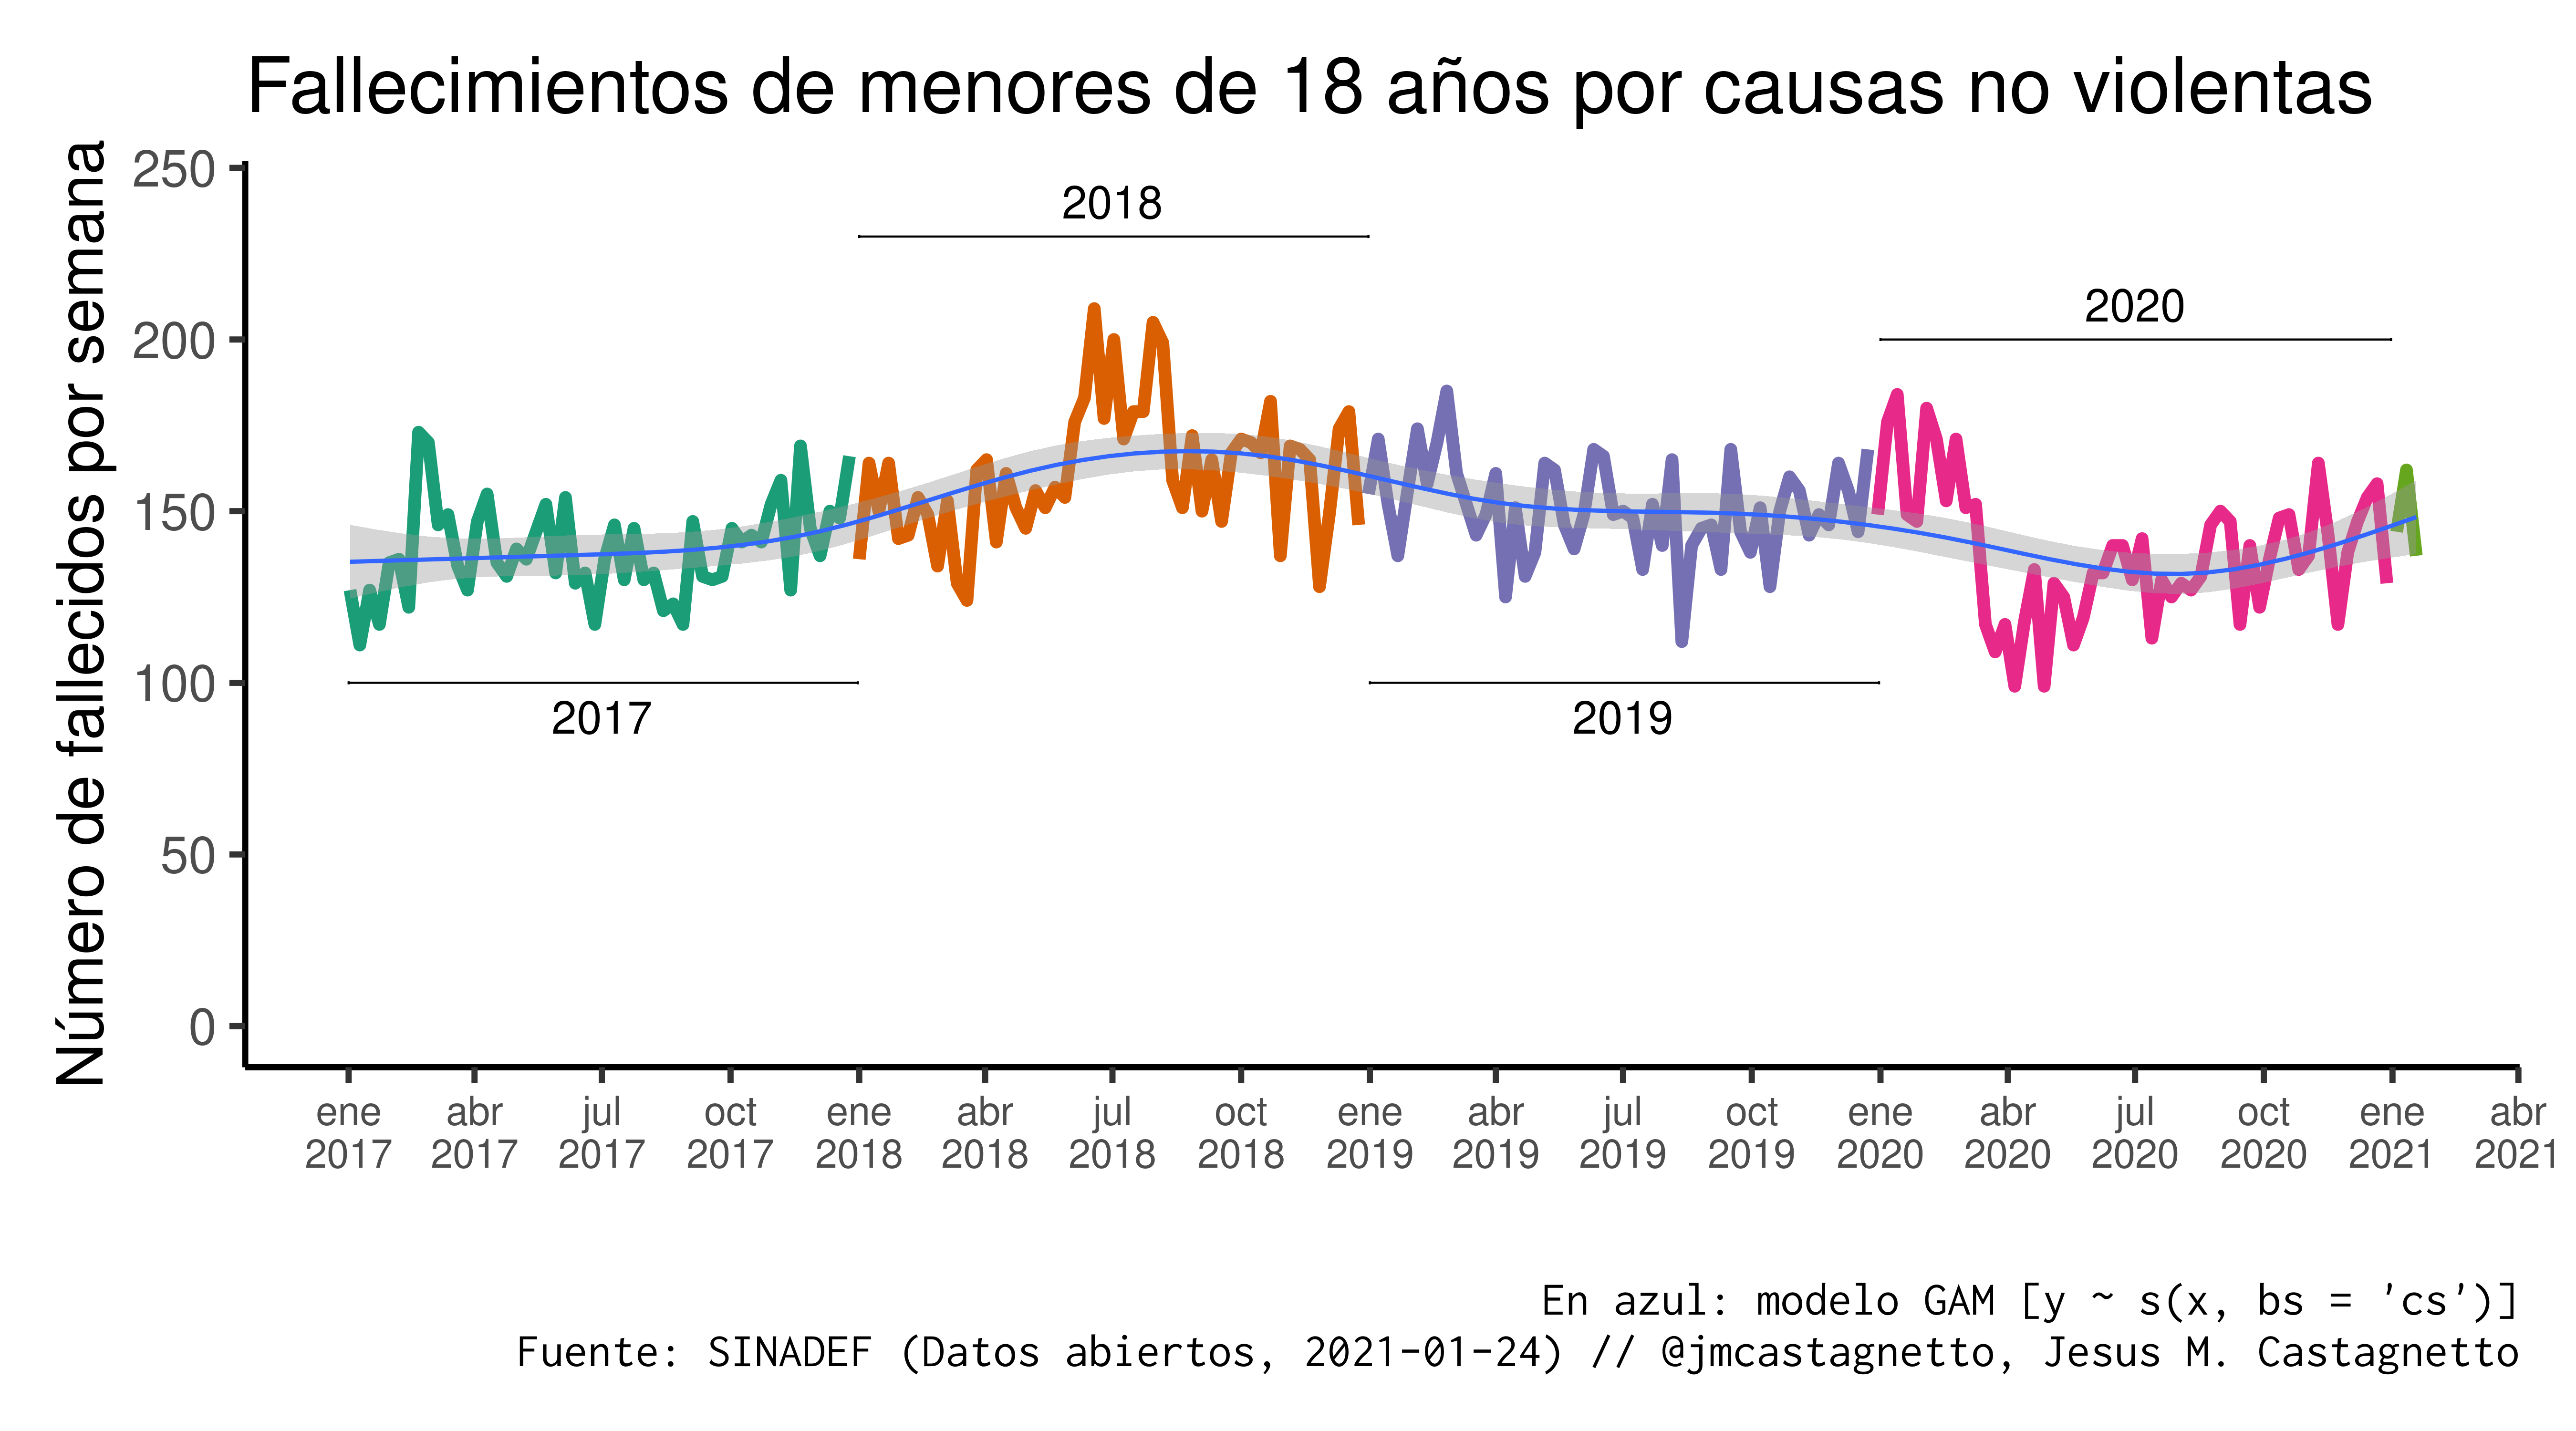 Fallecimientos de menores de 18 años por causas no violentas
Número de fallecidos por semana
250
200
150
100
50
0
2018
2020
2017
2019
ene abr jul oct ene abr jul oct ene abr jul oct ene abr jul oct ene abr
2017 2017 2017 2017 2018 2018 2018 2018 2019 2019 2019 2019 2020 2020 2020 2020 2021 2021
En azul: modelo GAM [y ~ s(x, bs = 'cs')]
Fuente: SINADEF (Datos abiertos, 2021-01-24) // @jmcastagnetto, Jesus M. Castagnetto